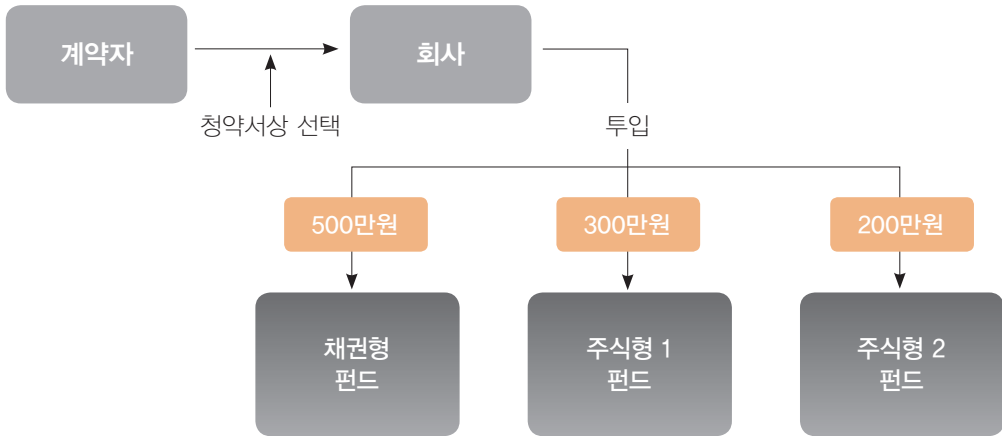 계약자
회사
청약서상 선택
투입
500만원
300만원
200만원
채권형
펀드
주식형 1
펀드
주식형 2
펀드